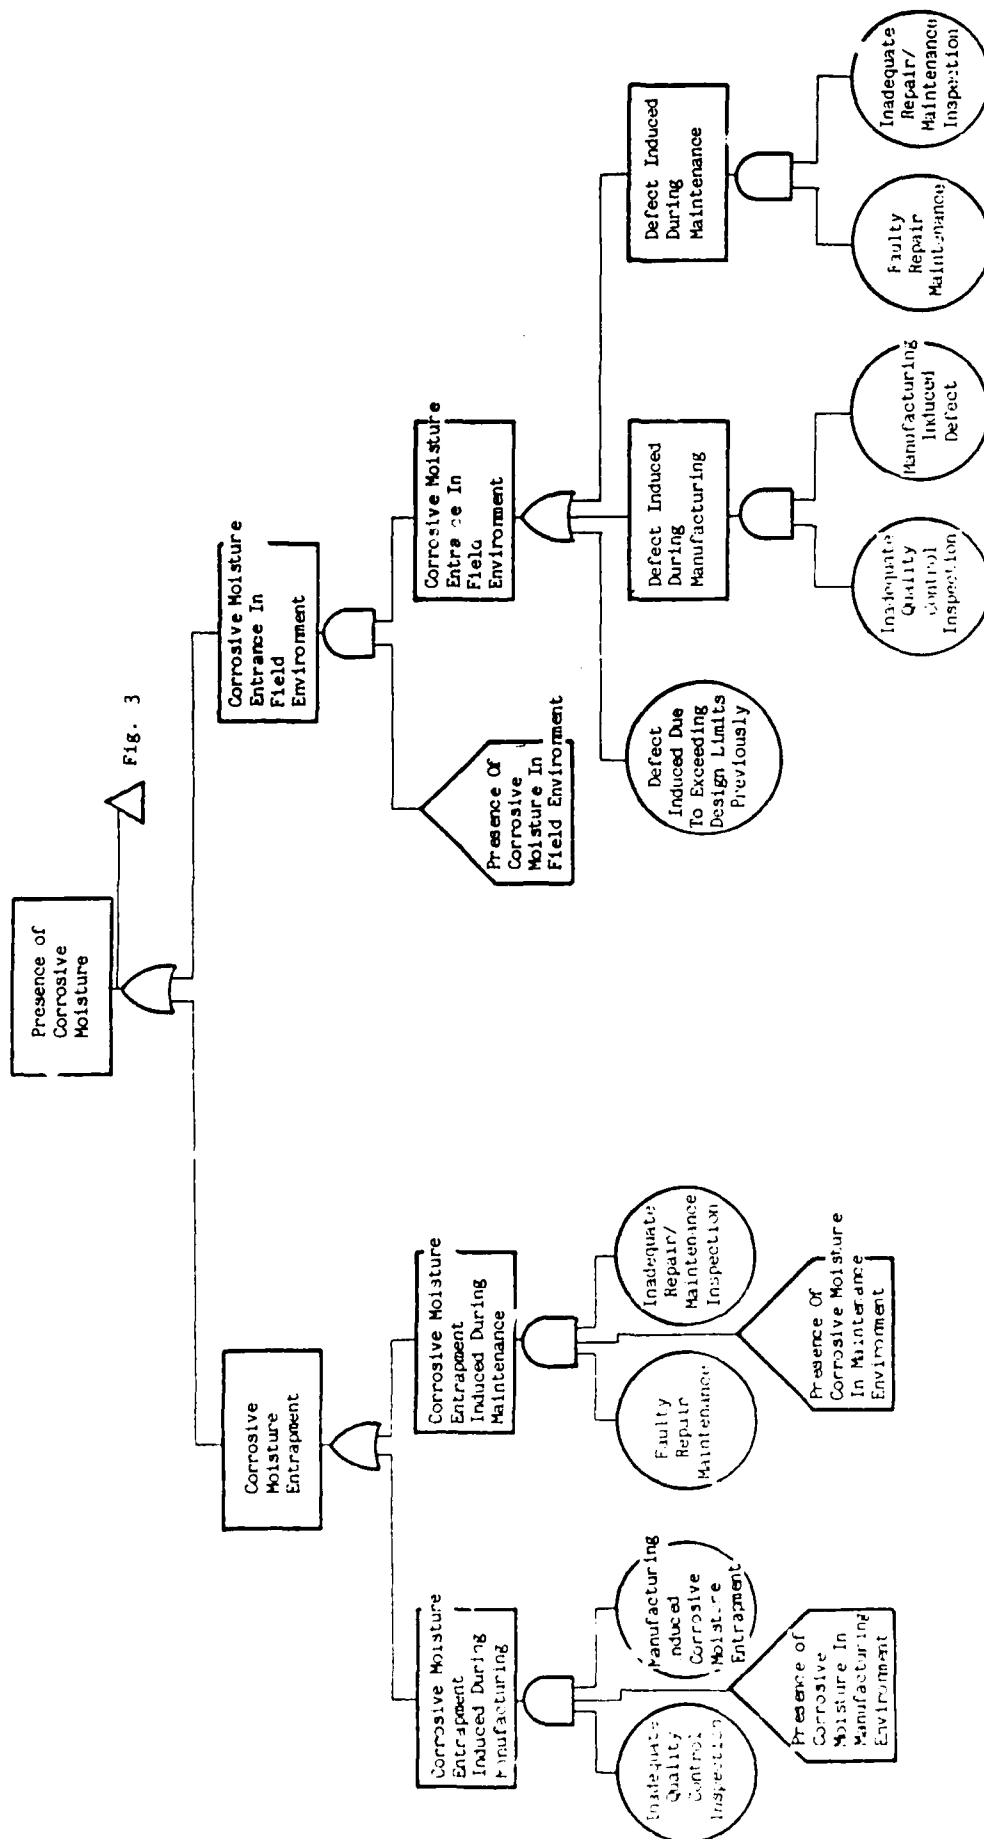 Presence of
Corrosive
Moisture
Fig. 3
Corrosive
Moisture
Entrapment
Corrosive Moisture
Entrance In
Field
Environment
Corrosive Moisture
Entrapment
Induced During
Manufacturing
Corrosive Moisture
Entrapment
Induced During
Maintenance
Presence Of
Corrosive
Moisture In
Field Environment
Corrosive Moisture
Entrance In
Field
Environment
Inadequate
Quality
Control
Inspection
Manufacturing
Induced
Corrosive
Moisture
Entrapment
Presence of
Corrosive
Moisture In
Manufacturing
Environment
Faulty
Repair
Maintenance
Inadequate
Repair/
Maintenance
Inspection
Presence Of
Corrosive Moisture
In Maintenance
Environment
Defect
Induced Due
To Exceeding
Design Limits
Previously
Defect Induced
During
Manufacturing
Defect Induced
During
Maintenance
Inadequate
Quality
Control
Inspection
Manufacturing
Induced
Defect
Faulty
Repair
Maintenance
Inadequate
Repair/
Maintenance
Inspection